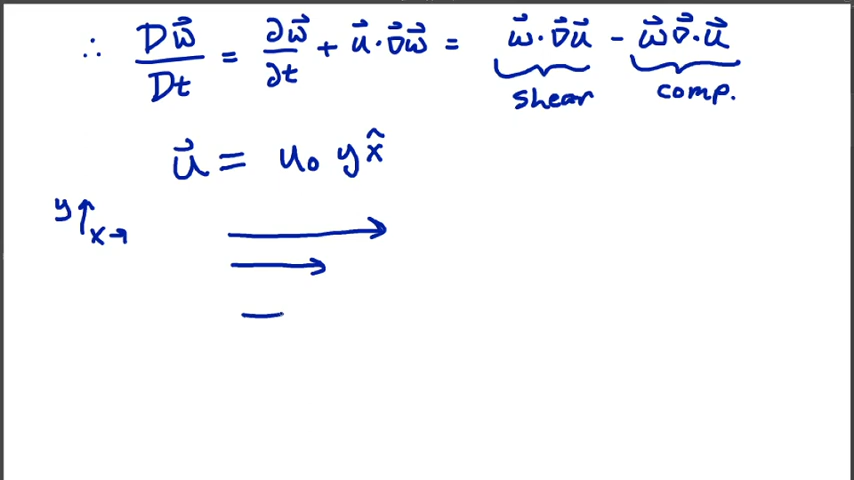 ∴ Dω⃗/Dt = ∂ω⃗/∂t + u⃗·∇⃗ω⃗ = ω⃗·∇⃗u⃗ - ω⃗∇⃗·u⃗
shear comp.
u⃗ = u₀ y x̂
y
x